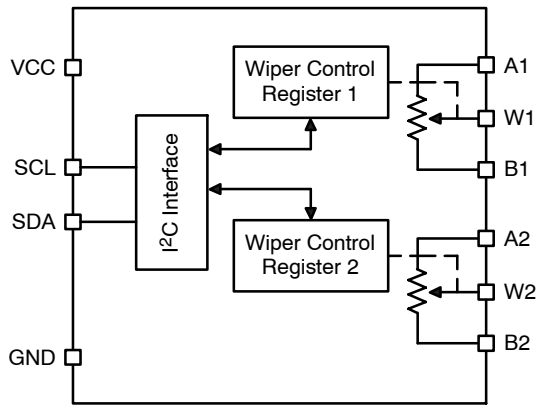 VCC
SCL
SDA
GND
I²C Interface
Wiper Control
Register 1
Wiper Control
Register 2
A1
W1
B1
A2
W2
B2